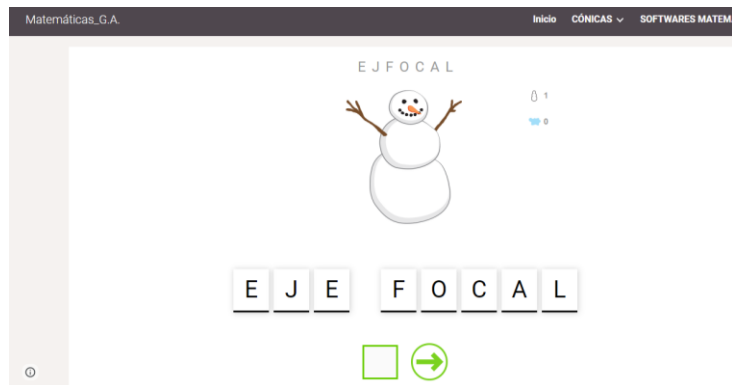 Matemáticas_G.A.
Inicio CÓNICAS SOFTWARES MATEM
E J F O C A L
1
0
E J E F O C A L